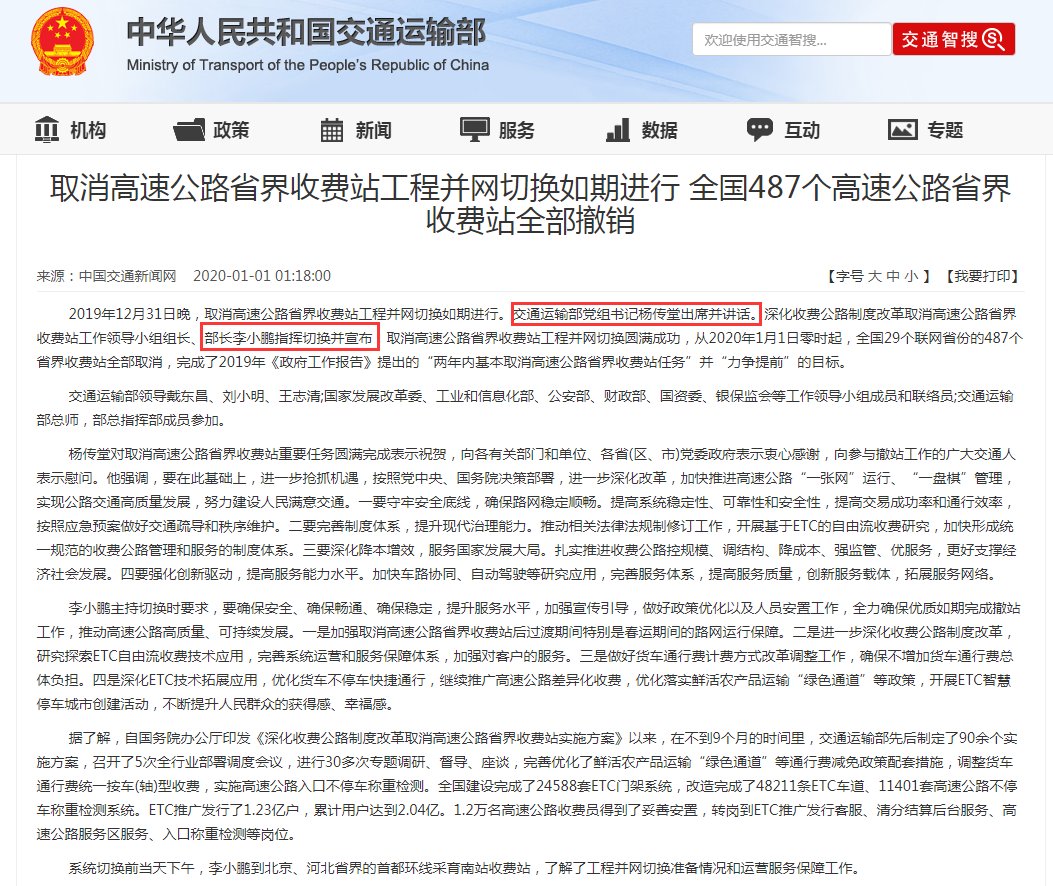 中华人民共和国交通运输部
Ministry of Transport of the People's Republic of China
欢迎使用交通智搜...
交通智搜
机构
政策
新闻
服务
数据
互动
专题
取消高速公路省界收费站工程并网切换如期进行 全国487个高速公路省界
收费站全部撤销
来源：中国交通新闻网 2020-01-01 01:18:00
【字号 大 中 小 】 【我要打印】
2019年12月31日晚，取消高速公路省界收费站工程并网切换如期进行。交通运输部党组书记杨传堂出席并讲话。深化收费公路制度改革取消高速公路省界
收费站工作领导小组组长、部长李小鹏指挥切换并宣布，取消高速公路省界收费站工程并网切换圆满成功，从2020年1月1日零时起，全国29个联网省份的487个
省界收费站全部取消，完成了2019年《政府工作报告》提出的“两年内基本取消高速公路省界收费站任务”并“力争提前”的目标。
交通运输部领导戴东昌、刘小明、王志清;国家发展改革委、工业和信息化部、公安部、财政部、国资委、银保监会等工作领导小组成员和联络员;交通运输
部总师，部总指挥部成员参加。
杨传堂对取消高速公路省界收费站重要任务圆满完成表示祝贺，向各有关部门和单位、各省(区、市)党委政府表示衷心感谢，向参与撤站工作的广大交通人
表示慰问。他强调，要在此基础上，进一步抢抓机遇，按照党中央、国务院决策部署，进一步深化改革，加快推进高速公路“一张网”运行、“一盘棋”管理，
实现公路交通高质量发展，努力建设人民满意交通。一要守牢安全底线，确保路网稳定顺畅。提高系统稳定性、可靠性和安全性，提高交易成功率和通行效率，
按照应急预案做好交通疏导和秩序维护。二要完善制度体系，提升现代治理能力。推动相关法律法规制修订工作，开展基于ETC的自由流收费研究，加快形成统
一规范的收费公路管理和服务的制度体系。三要深化降本增效，服务国家发展大局。扎实推进收费公路控规模、调结构、降成本、强监管、优服务，更好支撑经
济社会发展。四要强化创新驱动，提高服务能力水平。加快车路协同、自动驾驶等研究应用，完善服务体系，提高服务质量，创新服务载体，拓展服务网络。
李小鹏主持切换时要求，要确保安全、确保畅通、确保稳定，提升服务水平，加强宣传引导，做好政策优化以及人员安置工作，全力确保优质如期完成撤站
工作，推动高速公路高质量、可持续发展。一是加强取消高速公路省界收费站后过渡期间特别是春运期间的路网运行保障。二是进一步深化收费公路制度改革，
研究探索ETC自由流收费技术应用，完善系统运营和服务保障体系，加强对客户的服务。三是做好货车通行费计费方式改革调整工作，确保不增加货车通行费总
体负担。四是深化ETC技术拓展应用，优化货车不停车快捷通行，继续推广高速公路差异化收费，优化落实鲜活农产品运输“绿色通道”等政策，开展ETC智慧
停车城市创建活动，不断提升人民群众的获得感、幸福感。
据了解，自国务院办公厅印发《深化收费公路制度改革取消高速公路省界收费站实施方案》以来，在不到9个月的时间里，交通运输部先后制定了90余个实
施方案，召开了5次全行业部署调度会议，进行30多次专题调研、督导、座谈，完善优化了鲜活农产品运输“绿色通道”等通行费减免政策配套措施，调整货车
通行费统一按车(轴)型收费，实施高速公路入口不停车称重检测。全国建设完成了24588套ETC门架系统，改造完成了48211条ETC车道、11401套高速公路不停
车称重检测系统。ETC推广发行了1.23亿户，累计用户达到2.04亿。1.2万名高速公路收费员得到了妥善安置，转岗到ETC推广发行客服、清分结算后台服务、高
速公路服务区服务、入口称重检测等岗位。
系统切换前当天下午，李小鹏到北京、河北省界的首都环线采育南站收费站，了解了工程并网切换准备情况和运营服务保障工作。